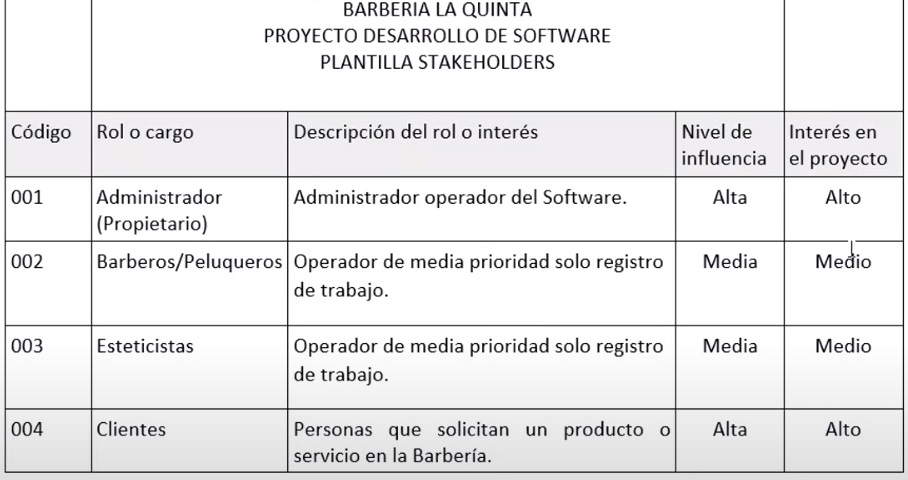 BARBERIA LA QUINTA
PROYECTO DESARROLLO DE SOFTWARE
PLANTILLA STAKEHOLDERS
Código Rol o cargo Descripción del rol o interés Nivel de influencia Interés en el proyecto
001 Administrador (Propietario) Administrador operador del Software. Alta Alto
002 Barberos/Peluqueros Operador de media prioridad solo registro de trabajo. Media Medio
003 Esteticistas Operador de media prioridad solo registro de trabajo. Media Medio
004 Clientes Personas que solicitan un producto o servicio en la Barbería. Alta Alto